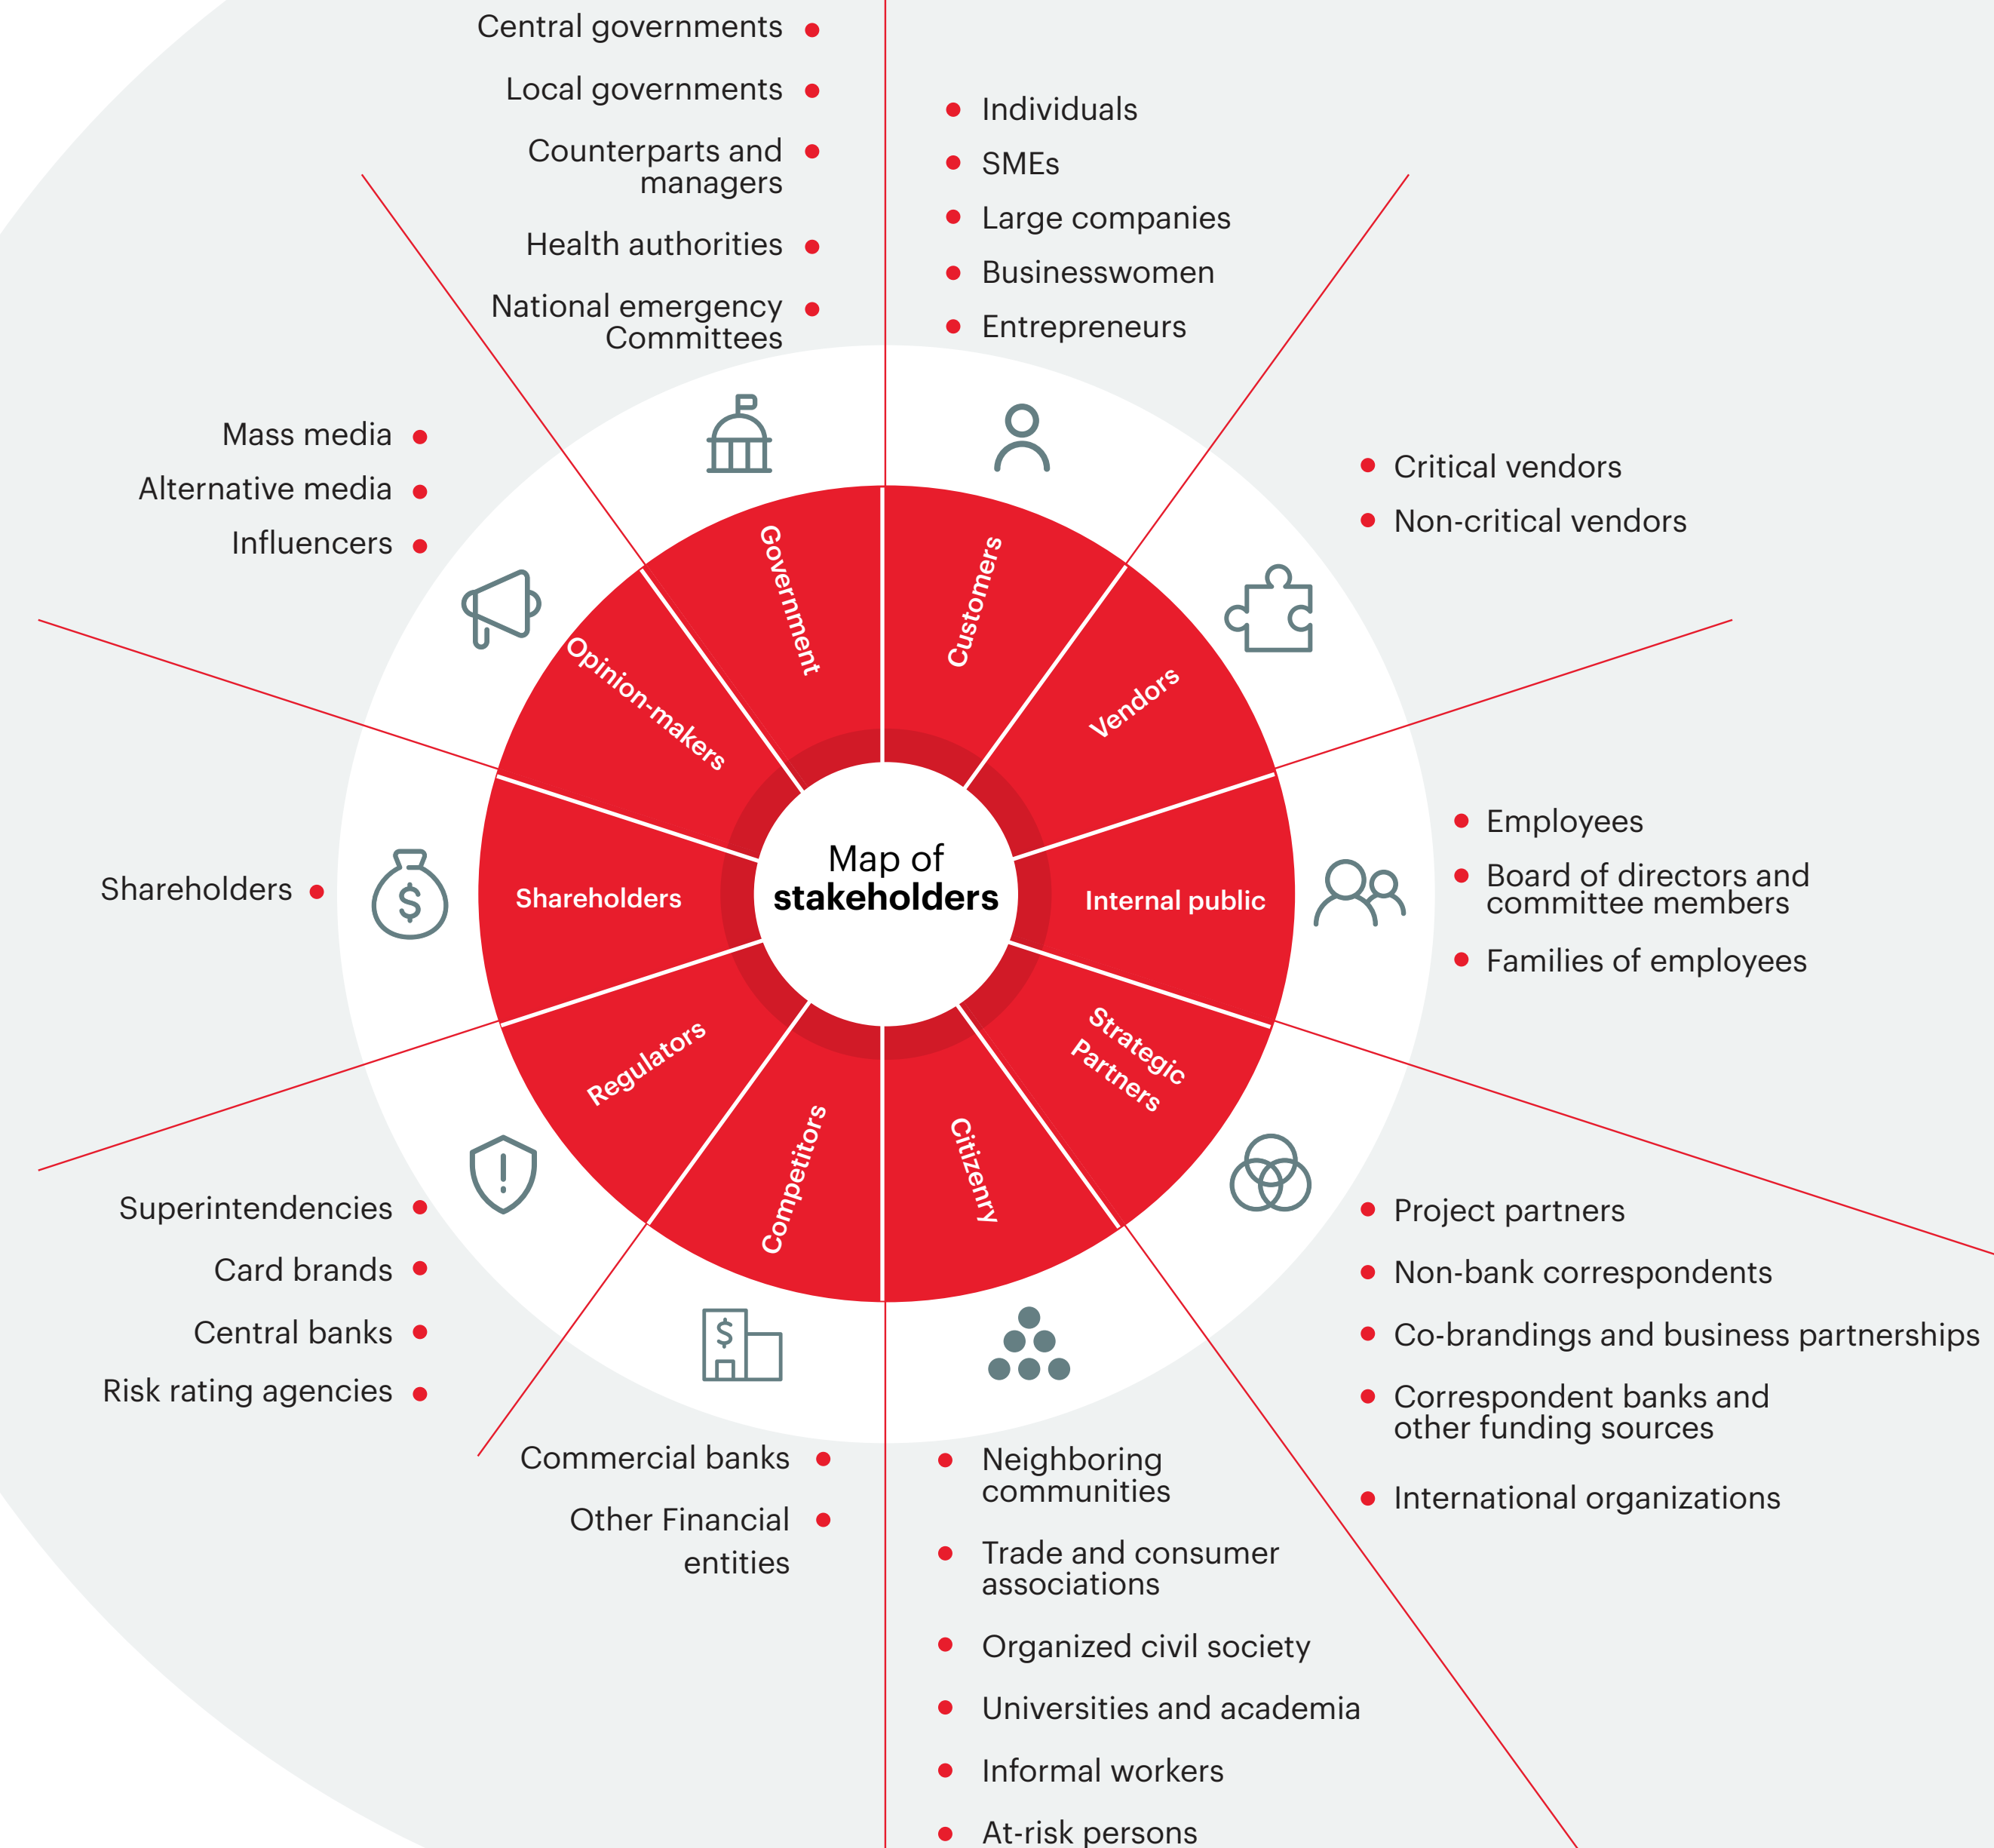 Central governments
Local governments
Counterparts and
managers
Health authorities
National emergency
Committees
Individuals
SMEs
Large companies
Businesswomen
Entrepreneurs
Mass media
Alternative media
Influencers
Critical vendors
Non-critical vendors
Government
Customers
Opinion-makers
Vendors
Shareholders
Shareholders
Map of
stakeholders
Internal public
Employees
Board of directors and
committee members
Families of employees
Regulators
Competitors
Citizenry
Strategic
Partners
Superintendencies
Card brands
Central banks
Risk rating agencies
Project partners
Non-bank correspondents
Co-brandings and business partnerships
Correspondent banks and
other funding sources
International organizations
Commercial banks
Other Financial
entities
Neighboring
communities
Trade and consumer
associations
Organized civil society
Universities and academia
Informal workers
At-risk persons
$
$